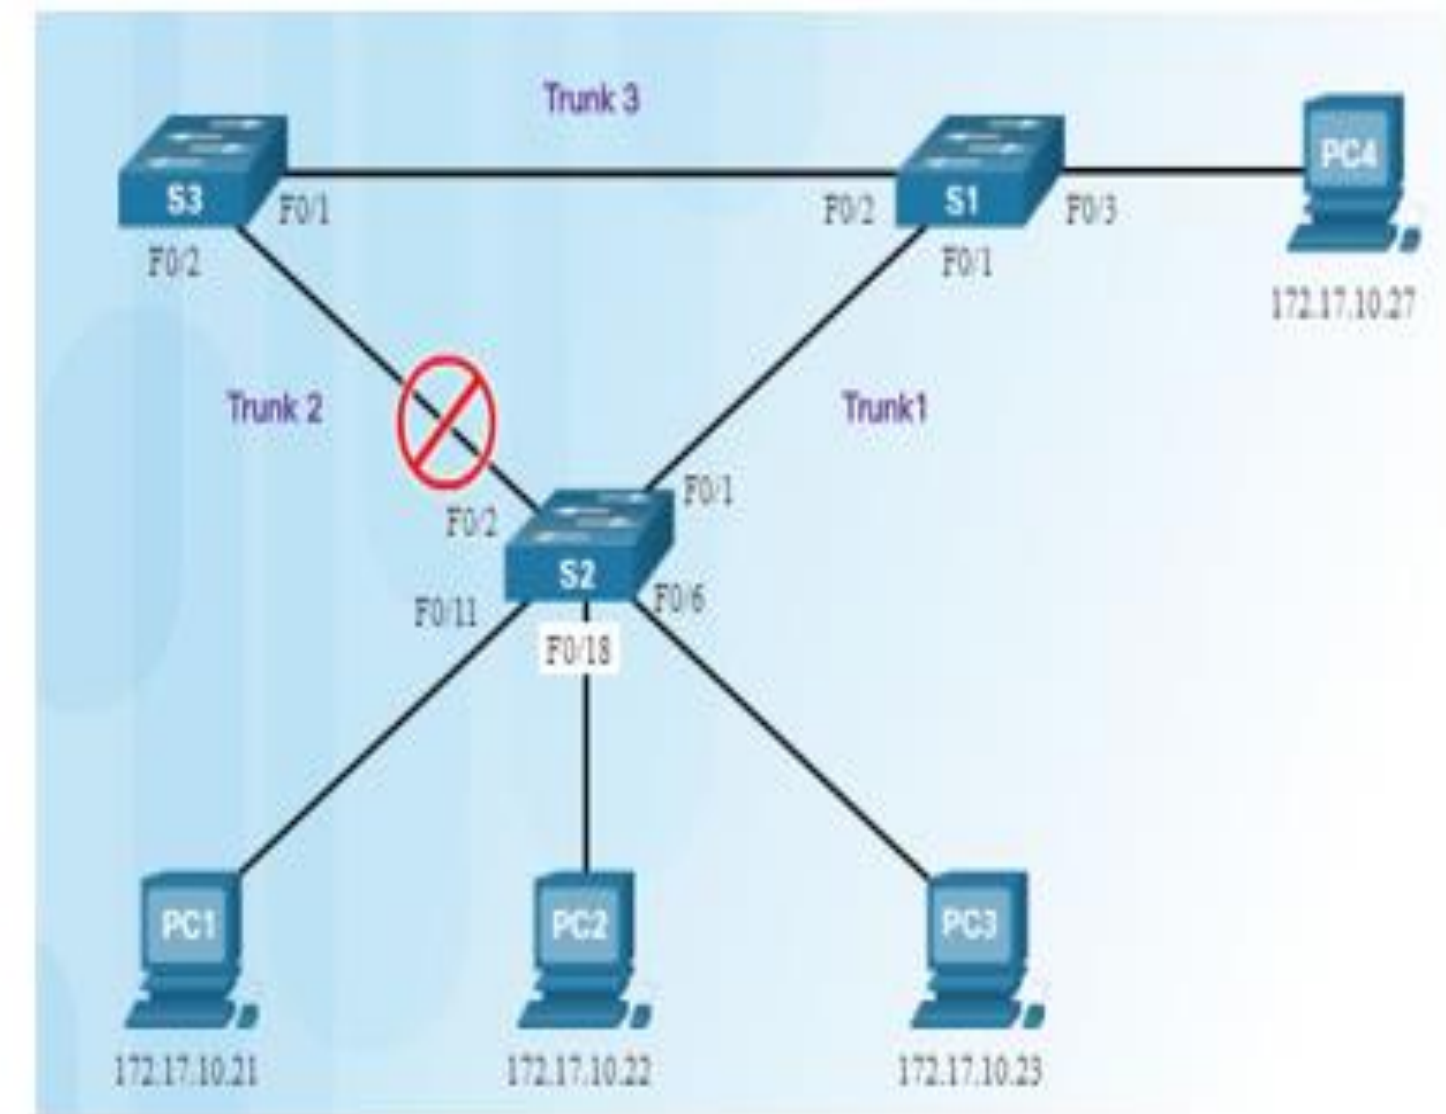 Trunk 3
PC4
S3
F0/1
F0/2
S1
F0/3
F0/2
F0/1
172.17.10.27
Trunk 2
Trunk1
F0/2
F0/1
S2
F0/11
F0/18
F0/6
PC1
PC2
PC3
172.17.10.21
172.17.10.22
172.17.10.23